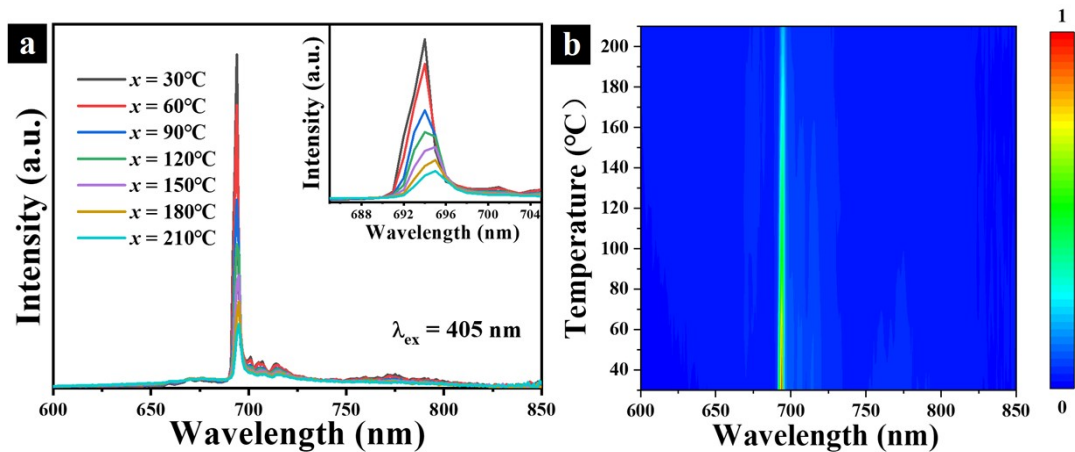 a
Intensity (a.u.)
x = 30°C
x = 60°C
x = 90°C
x = 120°C
x = 150°C
x = 180°C
x = 210°C
Intensity (a.u.)
688 692 696 700 704
Wavelength (nm)
λex = 405 nm
600 650 700 750 800 850
Wavelength (nm)
b
Temperature (°C)
200
180
160
140
120
100
80
60
40
600 650 700 750 800 850
Wavelength (nm)
1
0